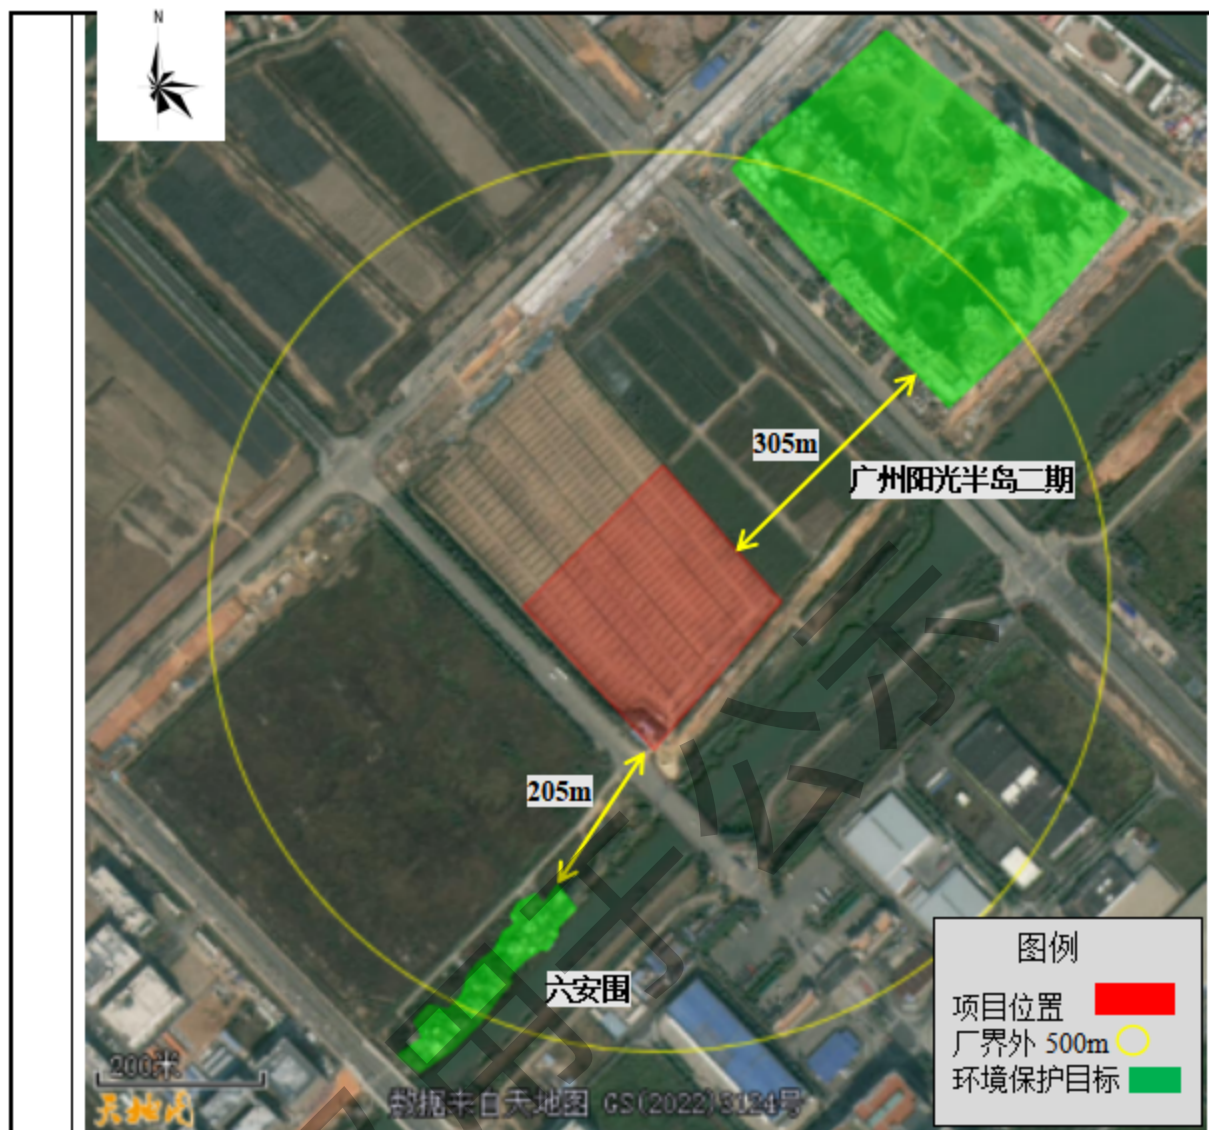 N
305m
广州阳光半岛二期
205m
六安围
图例
项目位置
厂界外 500m
环境保护目标
200米
天地图
数据来自天地图 GS(2022)3124号